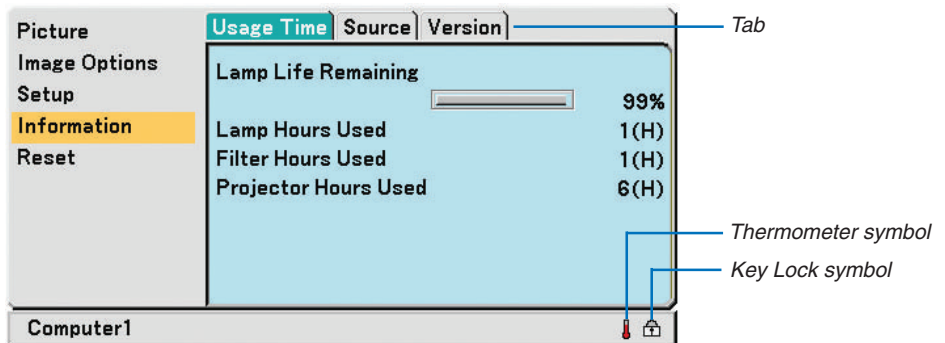 Picture
Image Options
Setup
Information
Reset
Usage Time Source Version
Lamp Life Remaining
99%
Lamp Hours Used 1(H)
Filter Hours Used 1(H)
Projector Hours Used 6(H)
Computer1
Tab
Thermometer symbol
Key Lock symbol